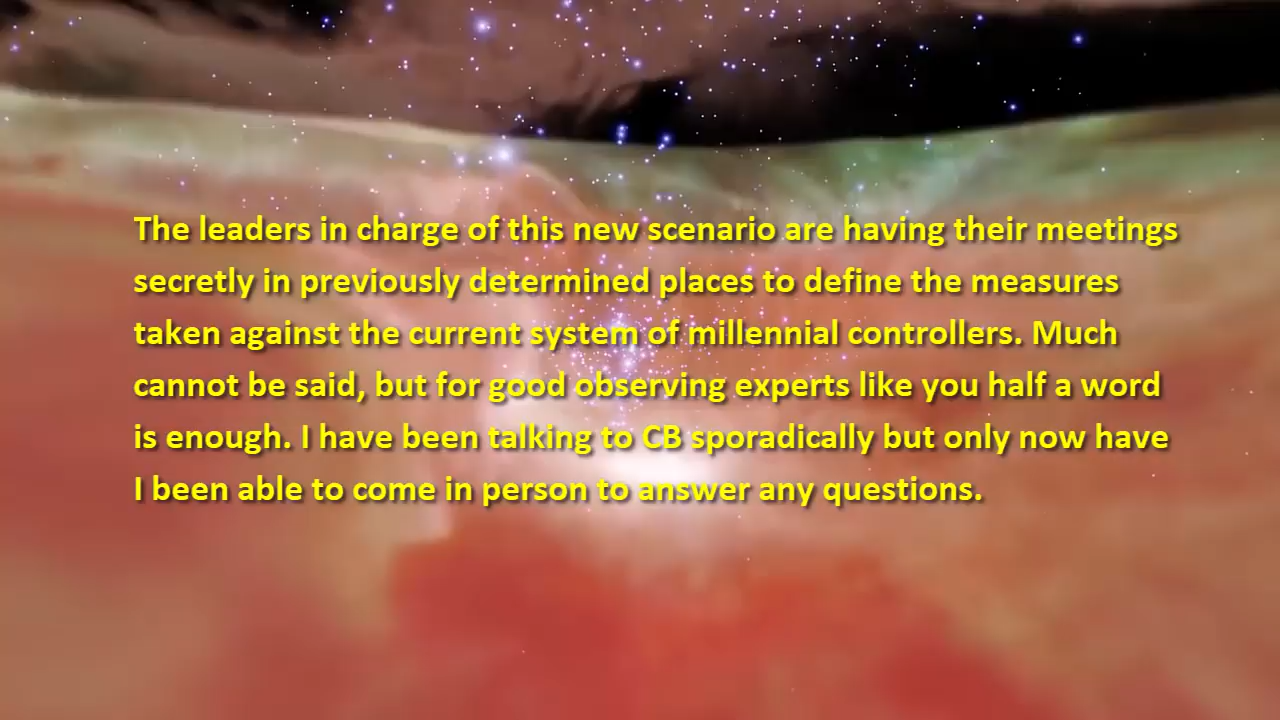 The leaders in charge of this new scenario are having their meetings
secretly in previously determined places to define the measures
taken against the current system of millennial controllers. Much
cannot be said, but for good observing experts like you half a word
is enough. I have been talking to CB sporadically but only now have
I been able to come in person to answer any questions.